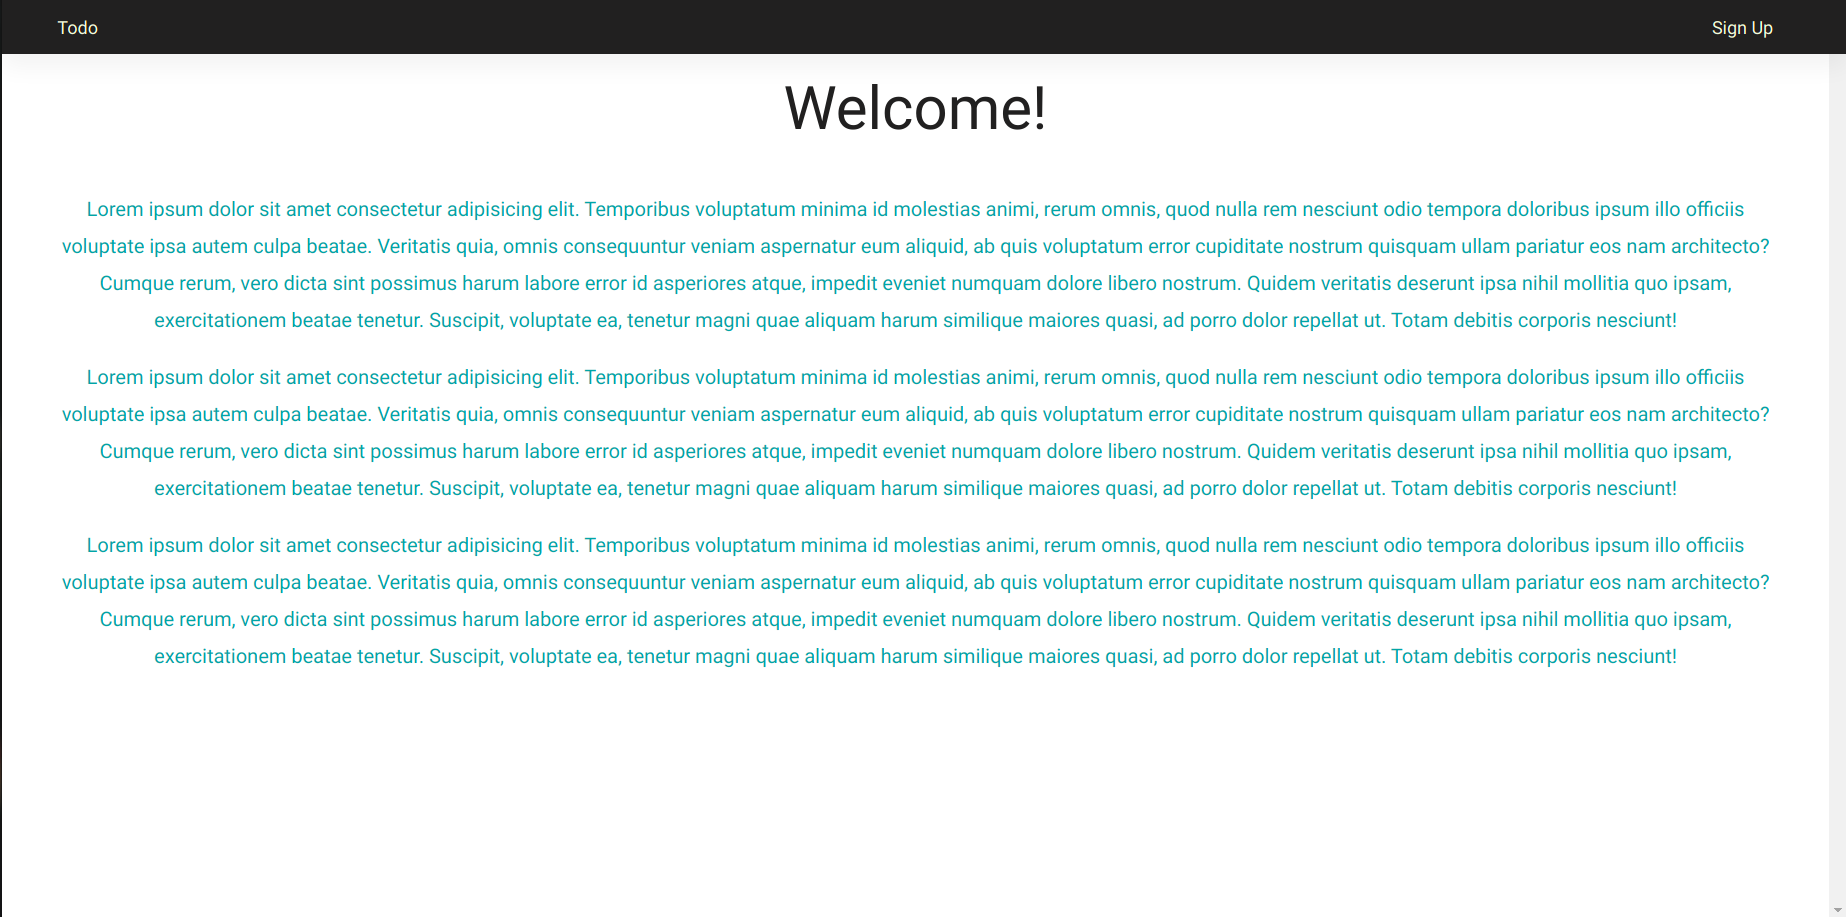 Todo
Sign Up
Welcome!
Lorem ipsum dolor sit amet consectetur adipisicing elit. Temporibus voluptatum minima id molestias animi, rerum omnis, quod nulla rem nesciunt odio tempora doloribus ipsum illo officiis
voluptate ipsa autem culpa beatae. Veritatis quia, omnis consequuntur veniam aspernatur eum aliquid, ab quis voluptatum error cupiditate nostrum quisquam ullam pariatur eos nam architecto?
Cumque rerum, vero dicta sint possimus harum labore error id asperiores atque, impedit eveniet numquam dolore libero nostrum. Quidem veritatis deserunt ipsa nihil mollitia quo ipsam,
exercitationem beatae tenetur. Suscipit, voluptate ea, tenetur magni quae aliquam harum similique maiores quasi, ad porro dolor repellat ut. Totam debitis corporis nesciunt!
Lorem ipsum dolor sit amet consectetur adipisicing elit. Temporibus voluptatum minima id molestias animi, rerum omnis, quod nulla rem nesciunt odio tempora doloribus ipsum illo officiis
voluptate ipsa autem culpa beatae. Veritatis quia, omnis consequuntur veniam aspernatur eum aliquid, ab quis voluptatum error cupiditate nostrum quisquam ullam pariatur eos nam architecto?
Cumque rerum, vero dicta sint possimus harum labore error id asperiores atque, impedit eveniet numquam dolore libero nostrum. Quidem veritatis deserunt ipsa nihil mollitia quo ipsam,
exercitationem beatae tenetur. Suscipit, voluptate ea, tenetur magni quae aliquam harum similique maiores quasi, ad porro dolor repellat ut. Totam debitis corporis nesciunt!
Lorem ipsum dolor sit amet consectetur adipisicing elit. Temporibus voluptatum minima id molestias animi, rerum omnis, quod nulla rem nesciunt odio tempora doloribus ipsum illo officiis
voluptate ipsa autem culpa beatae. Veritatis quia, omnis consequuntur veniam aspernatur eum aliquid, ab quis voluptatum error cupiditate nostrum quisquam ullam pariatur eos nam architecto?
Cumque rerum, vero dicta sint possimus harum labore error id asperiores atque, impedit eveniet numquam dolore libero nostrum. Quidem veritatis deserunt ipsa nihil mollitia quo ipsam,
exercitationem beatae tenetur. Suscipit, voluptate ea, tenetur magni quae aliquam harum similique maiores quasi, ad porro dolor repellat ut. Totam debitis corporis nesciunt!